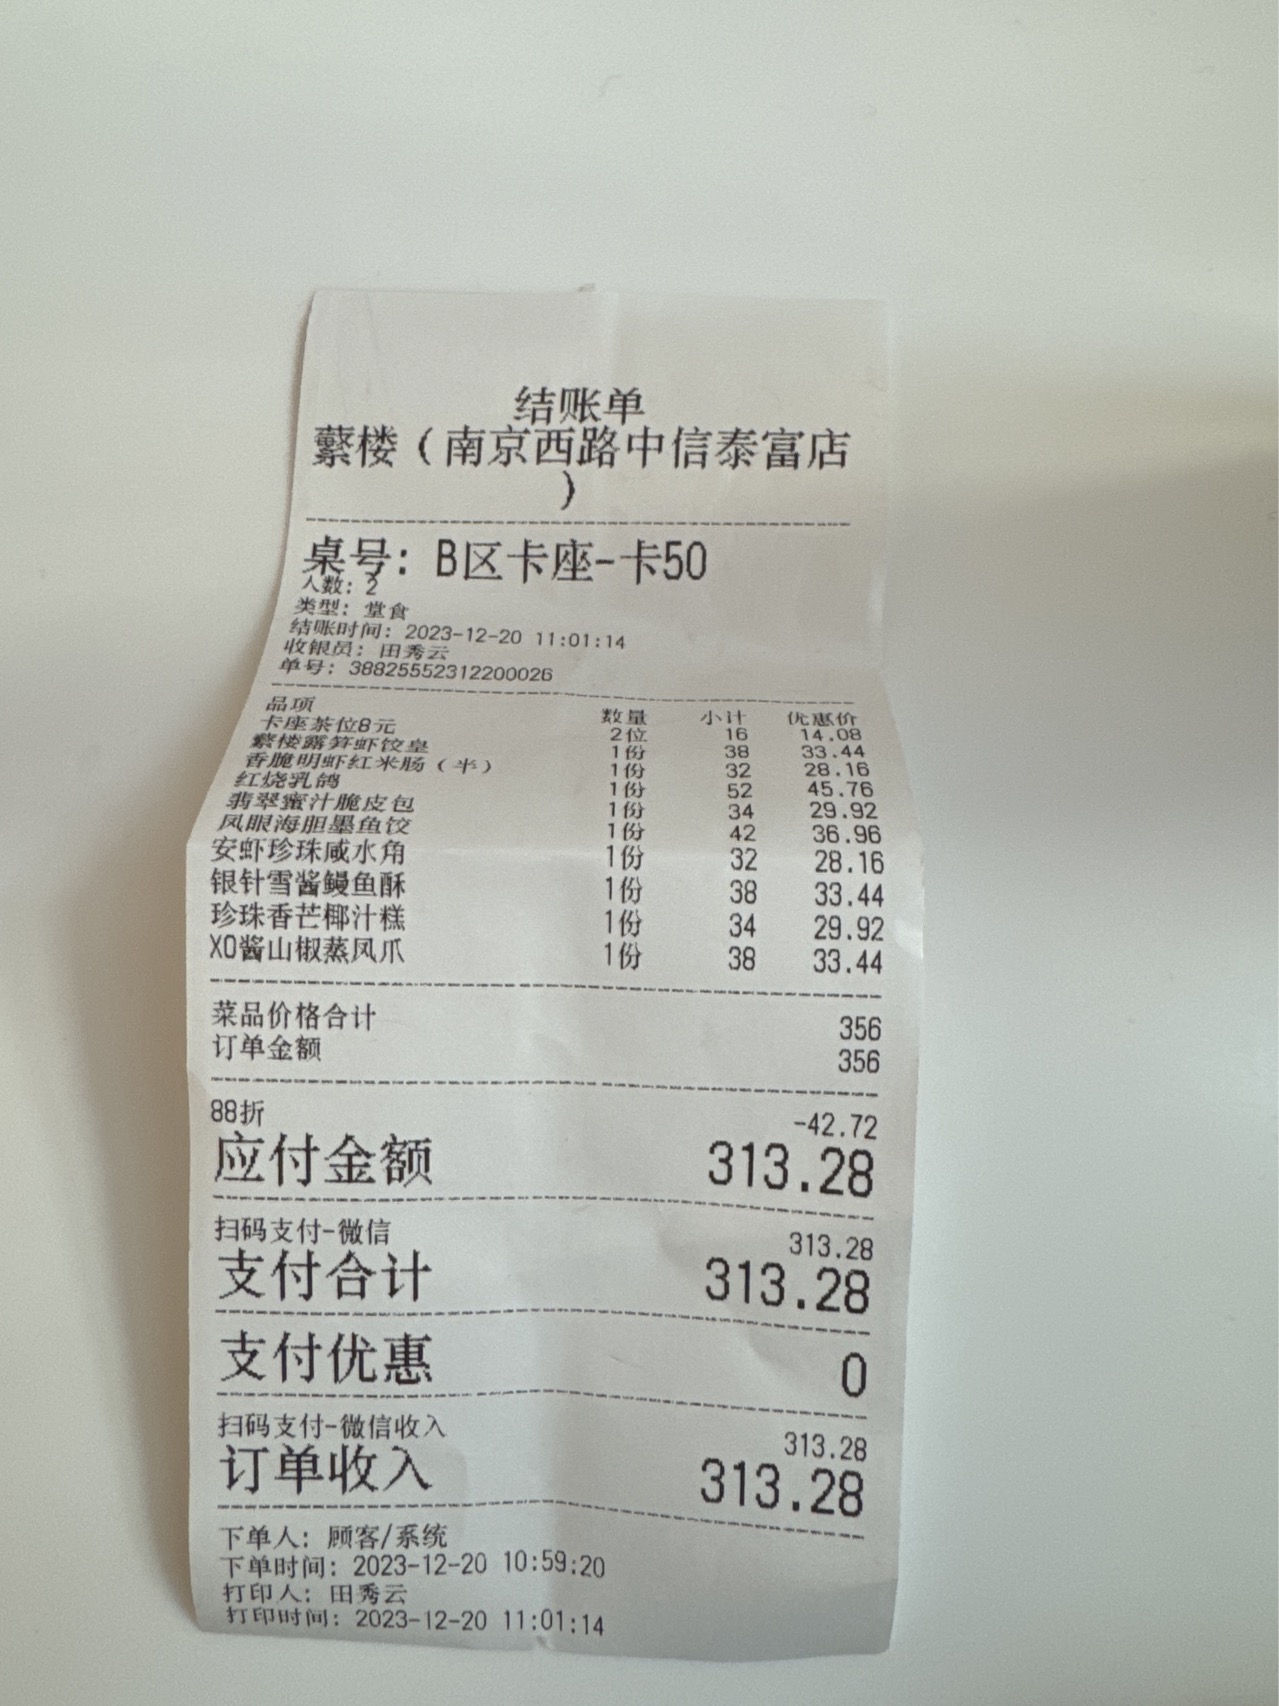 结账单
蘩楼（南京西路中信泰富店
）
桌号: B区卡座-卡50
人数: 2
类型: 堂食
结账时间: 2023-12-20 11:01:14
收银员: 田秀云
单号: 388255552312200026
品项 数量 小计 优惠价
卡座茶位8元 2位 16 14.08
蘩楼露笋虾饺皇 1份 38 33.44
香脆明虾红米肠（半） 1份 32 28.16
红烧乳鸽 1份 52 45.76
翡翠蜜汁脆皮包 1份 34 29.92
凤眼海胆墨鱼饺 1份 42 36.96
安虾珍珠咸水角 1份 32 28.16
银针雪酱鳗鱼酥 1份 38 33.44
珍珠香芒椰汁糕 1份 34 29.92
XO酱山椒蒸凤爪 1份 38 33.44
菜品价格合计 356
订单金额 356
88折 -42.72
应付金额 313.28
扫码支付-微信 313.28
支付合计 313.28
支付优惠 0
扫码支付-微信收入 313.28
订单收入 313.28
下单人: 顾客/系统
下单时间: 2023-12-20 10:59:20
打印人: 田秀云
打印时间: 2023-12-20 11:01:14